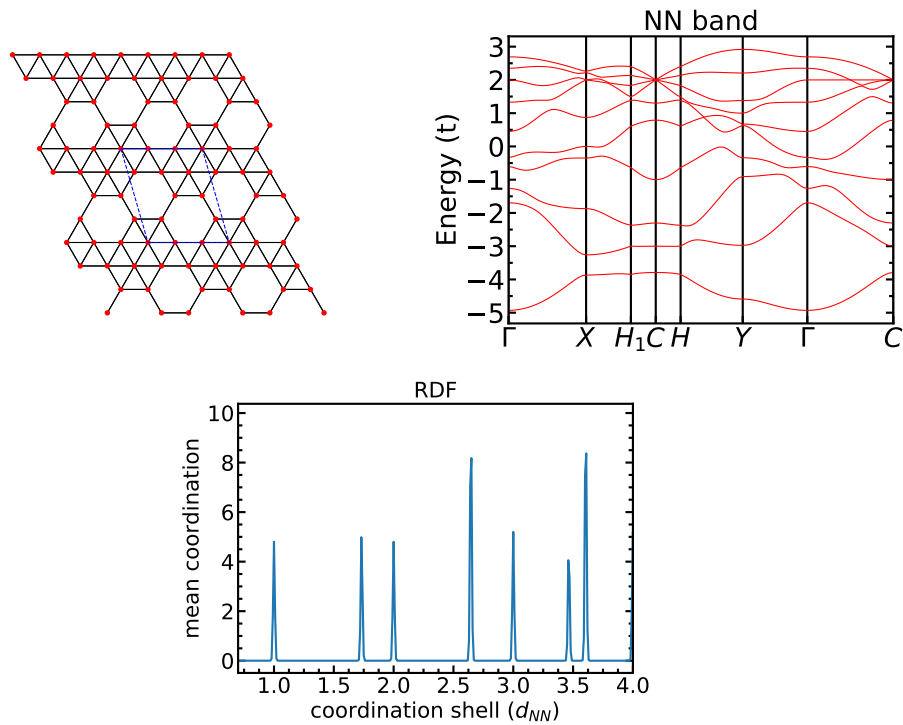 NN band
Energy (t)
3
2
1
0
−1
−2
−3
−4
−5
Γ X H₁ C H Y Γ C
RDF
mean coordination
10
8
6
4
2
0
1.0 1.5 2.0 2.5 3.0 3.5 4.0
coordination shell (d_NN)